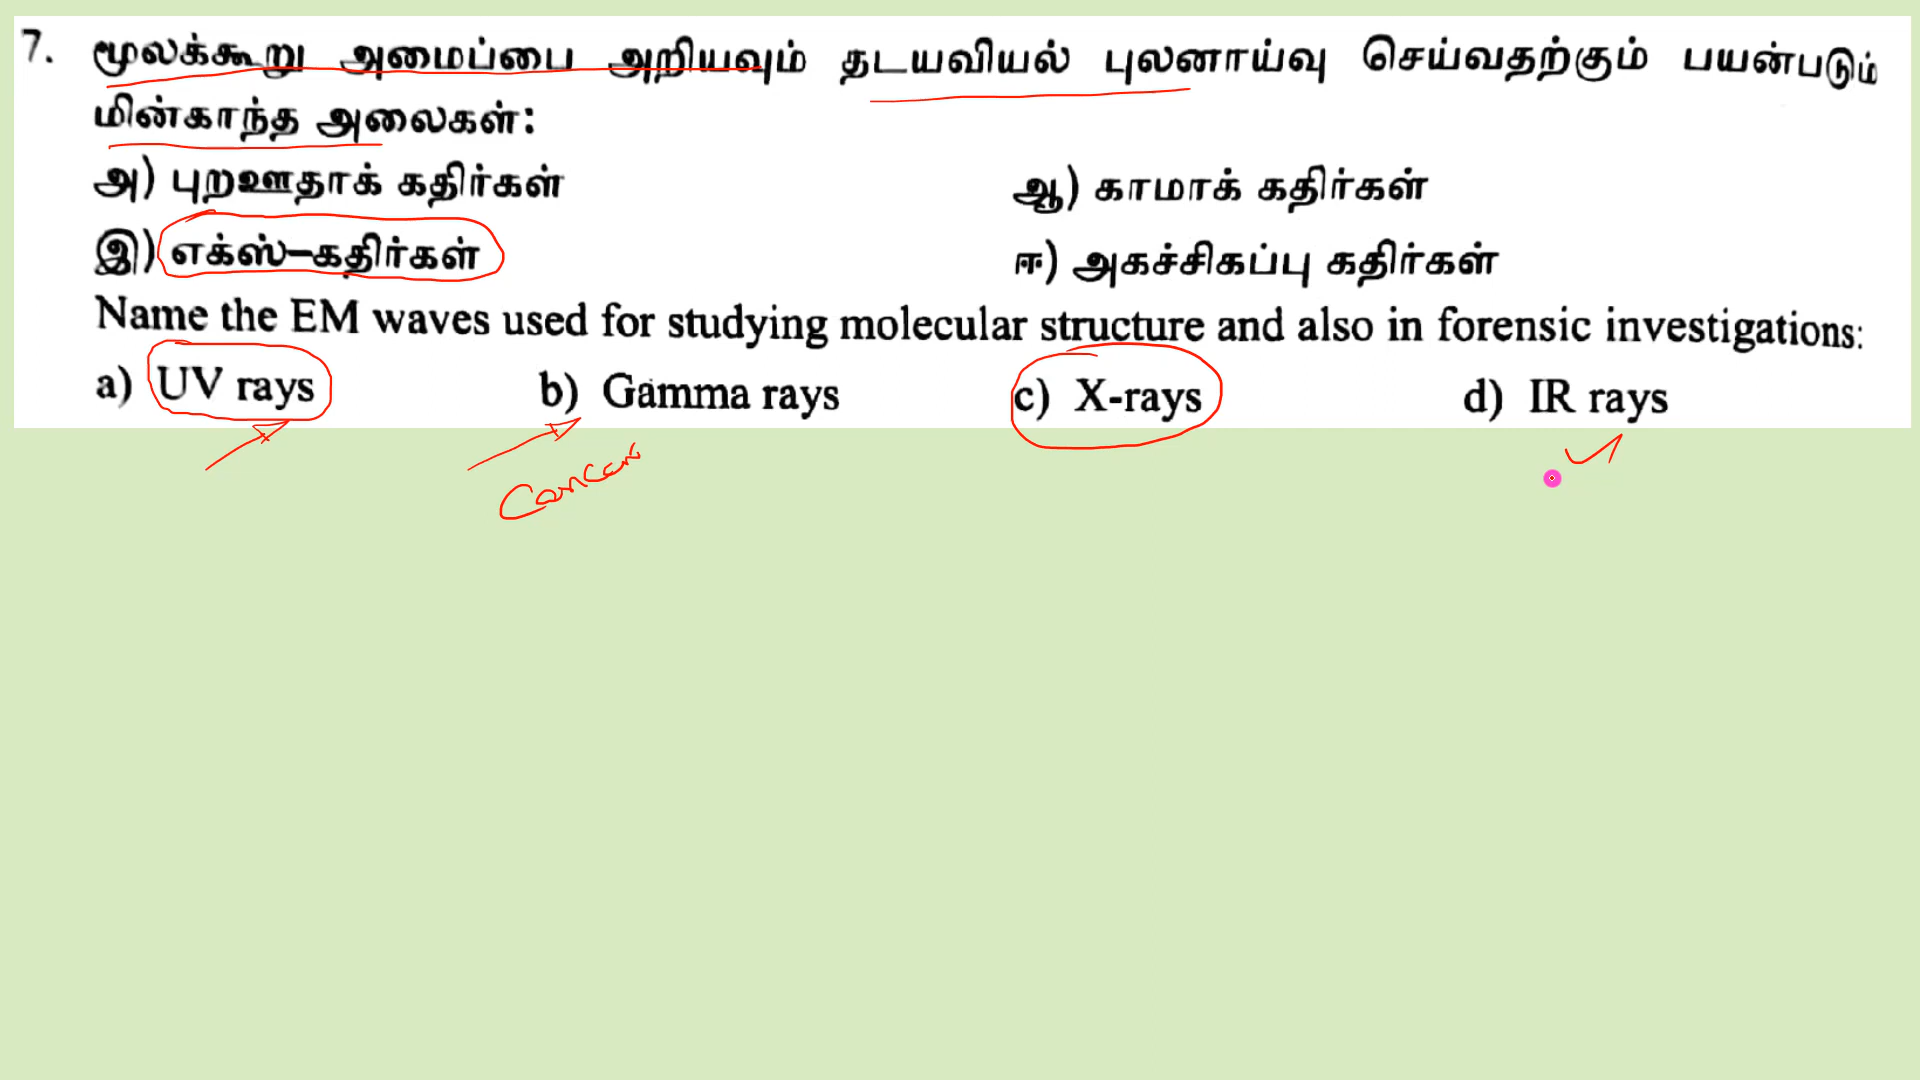 7. மூலக்கூறு அமைப்பை அறியவும் தடயவியல் புலனாய்வு செய்வதற்கும் பயன்படும்
மின்காந்த அலைகள்:
அ) புறஊதாக் கதிர்கள் ஆ) காமாக் கதிர்கள்
இ) எக்ஸ்–கதிர்கள் ஈ) அகச்சிகப்பு கதிர்கள்
Name the EM waves used for studying molecular structure and also in forensic investigations:
a) UV rays b) Gamma rays c) X-rays d) IR rays